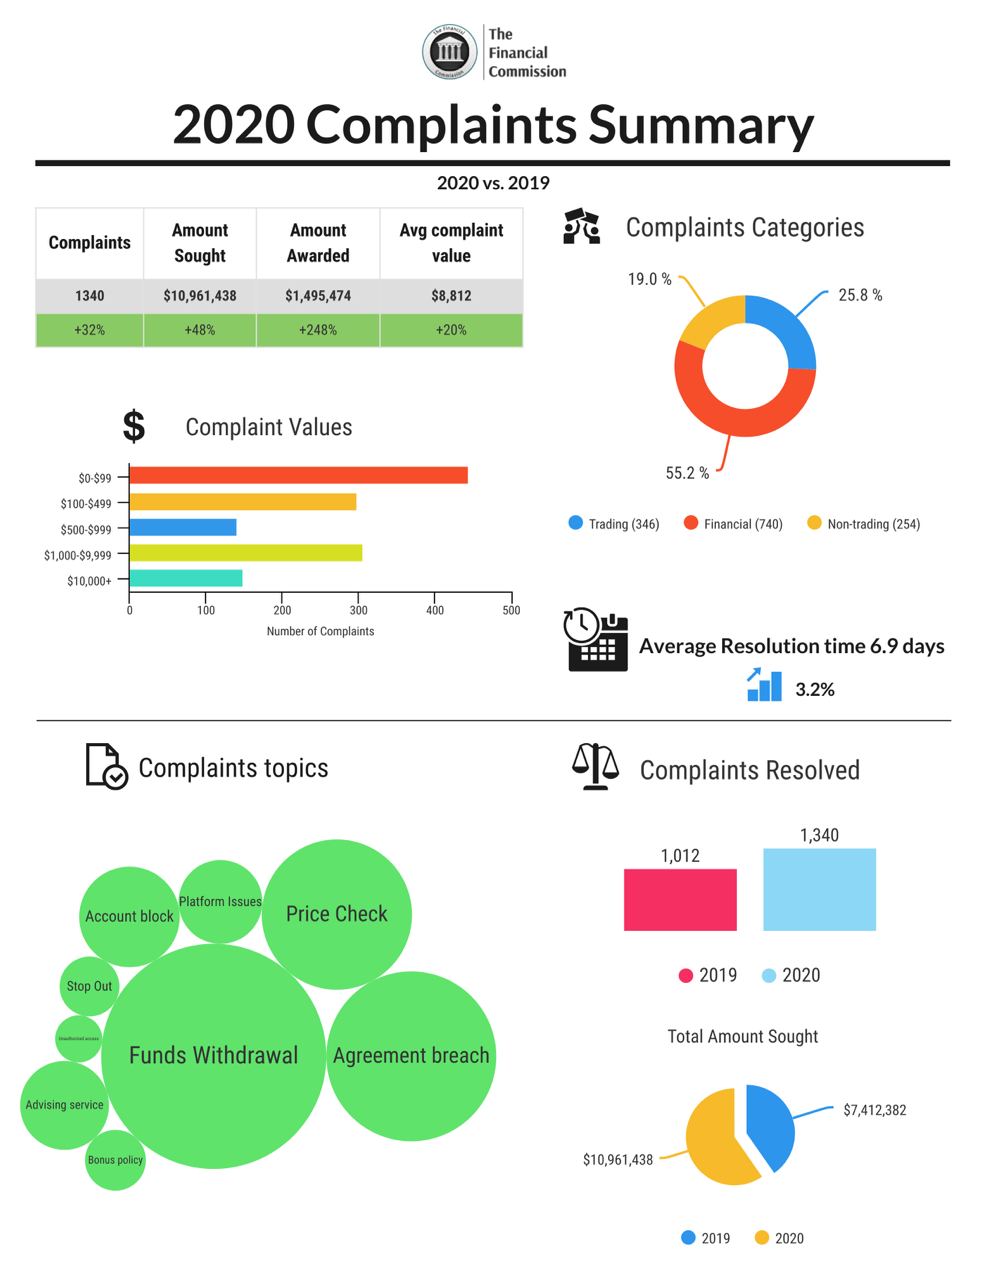 The Financial
Commission
The
Financial
Commission
2020 Complaints Summary
2020 vs. 2019
Complaints
Amount
Sought
Amount
Awarded
Avg complaint
value
1340
$10,961,438
$1,495,474
$8,812
+32%
+48%
+248%
+20%
Complaints Categories
19.0 %
25.8 %
55.2 %
Trading (346)
Financial (740)
Non-trading (254)
$
Complaint Values
$0-$99
$100-$499
$500-$999
$1,000-$9,999
$10,000+
0
100
200
300
400
500
Number of Complaints
Average Resolution time 6.9 days
3.2%
Complaints topics
Account block
Platform Issues
Price Check
Stop Out
Unauthorized access
Funds Withdrawal
Agreement breach
Advising service
Bonus policy
Complaints Resolved
1,012
1,340
2019
2020
Total Amount Sought
$7,412,382
$10,961,438
2019
2020